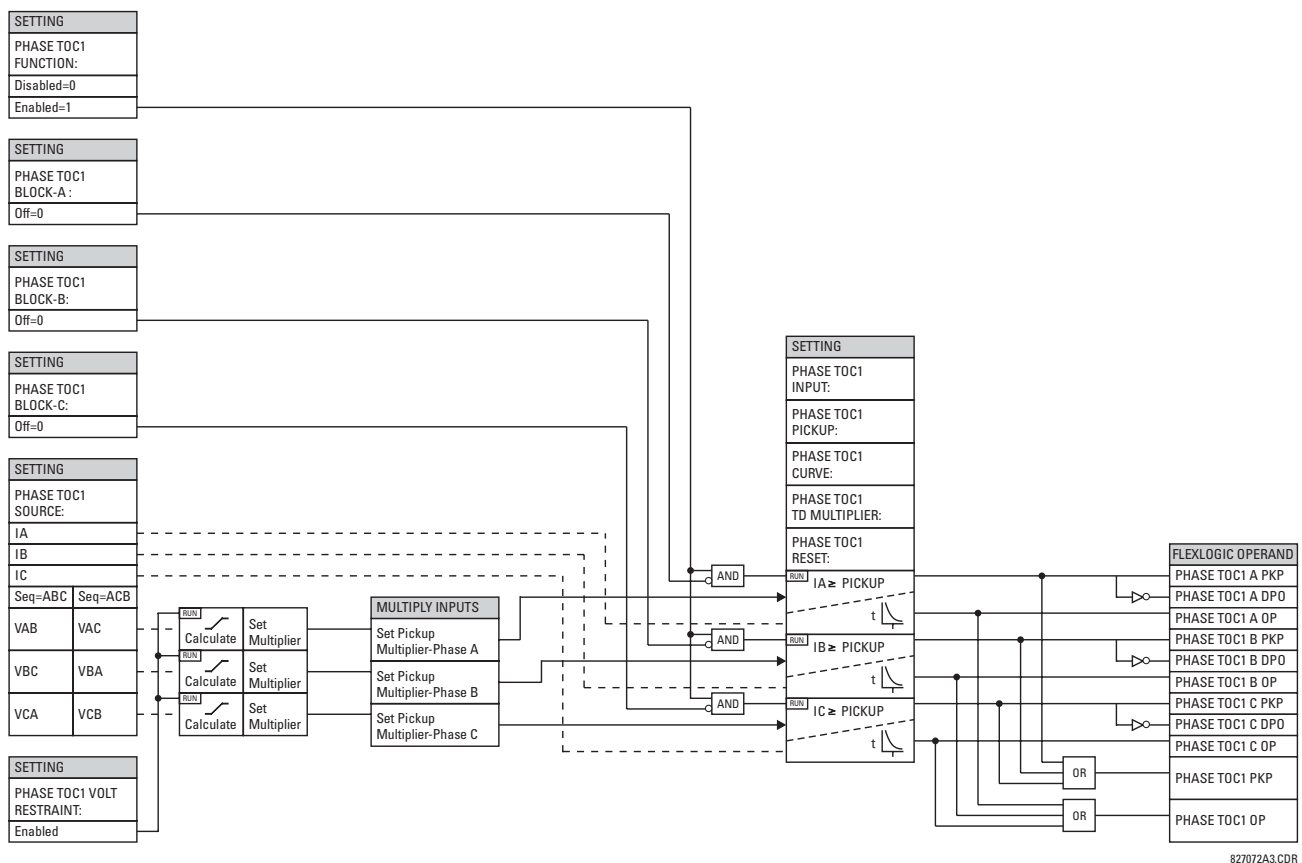 SETTING
PHASE TOC1
FUNCTION:
Disabled=0
Enabled=1
SETTING
PHASE TOC1
BLOCK-A :
Off=0
SETTING
PHASE TOC1
BLOCK-B:
Off=0
SETTING
PHASE TOC1
BLOCK-C:
Off=0
SETTING
PHASE TOC1
SOURCE:
IA
IB
IC
Seq=ABC Seq=ACB
VAB VAC
VBC VBA
VCA VCB
SETTING
PHASE TOC1 VOLT
RESTRAINT:
Enabled
RUN
Calculate
Set
Multiplier
RUN
Calculate
Set
Multiplier
RUN
Calculate
Set
Multiplier
MULTIPLY INPUTS
Set Pickup
Multiplier-Phase A
Set Pickup
Multiplier-Phase B
Set Pickup
Multiplier-Phase C
AND
AND
AND
SETTING
PHASE TOC1
INPUT:
PHASE TOC1
PICKUP:
PHASE TOC1
CURVE:
PHASE TOC1
TD MULTIPLIER:
PHASE TOC1
RESET:
RUN IA ≥ PICKUP
t
RUN IB ≥ PICKUP
t
RUN IC ≥ PICKUP
t
OR
OR
FLEXLOGIC OPERAND
PHASE TOC1 A PKP
PHASE TOC1 A DPO
PHASE TOC1 A OP
PHASE TOC1 B PKP
PHASE TOC1 B DPO
PHASE TOC1 B OP
PHASE TOC1 C PKP
PHASE TOC1 C DPO
PHASE TOC1 C OP
PHASE TOC1 PKP
PHASE TOC1 OP
827072A3.CDR